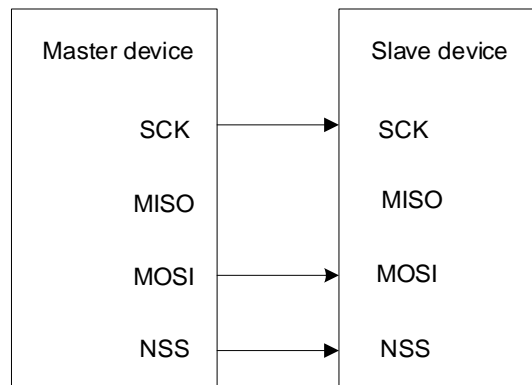 Master device
Slave device
SCK
SCK
MISO
MISO
MOSI
MOSI
NSS
NSS